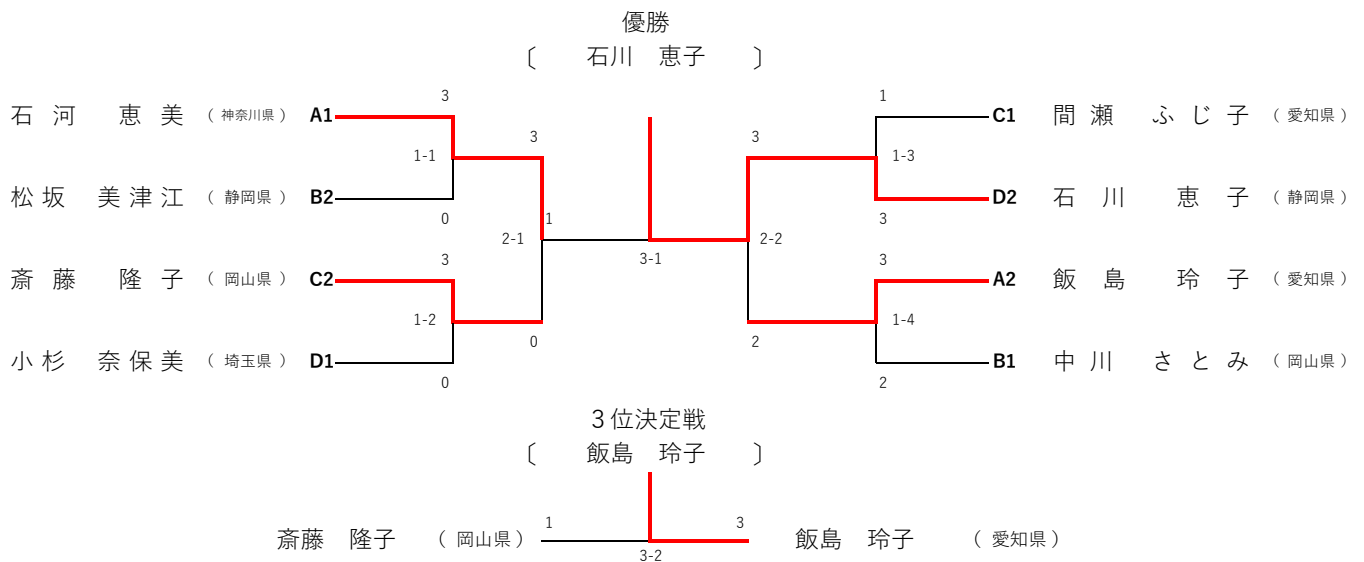 優勝
〔 石川 恵子 〕
3 1
石河 恵美 （ 神奈川県 ） A1 C1 間瀬 ふじ子 （ 愛知県 ）
3 3
1-1 1-3
松坂 美津江 （ 静岡県 ） B2 D2 石川 恵子 （ 静岡県 ）
0 1 3
2-1 2-2
3 3-1 3
斎藤 隆子 （ 岡山県 ） C2 A2 飯島 玲子 （ 愛知県 ）
1-2 1-4
0 2
小杉 奈保美 （ 埼玉県 ） D1 B1 中川 さとみ （ 岡山県 ）
0 2
３位決定戦
〔 飯島 玲子 〕
1 3
斎藤 隆子 （ 岡山県 ） 飯島 玲子 （ 愛知県 ）
3-2